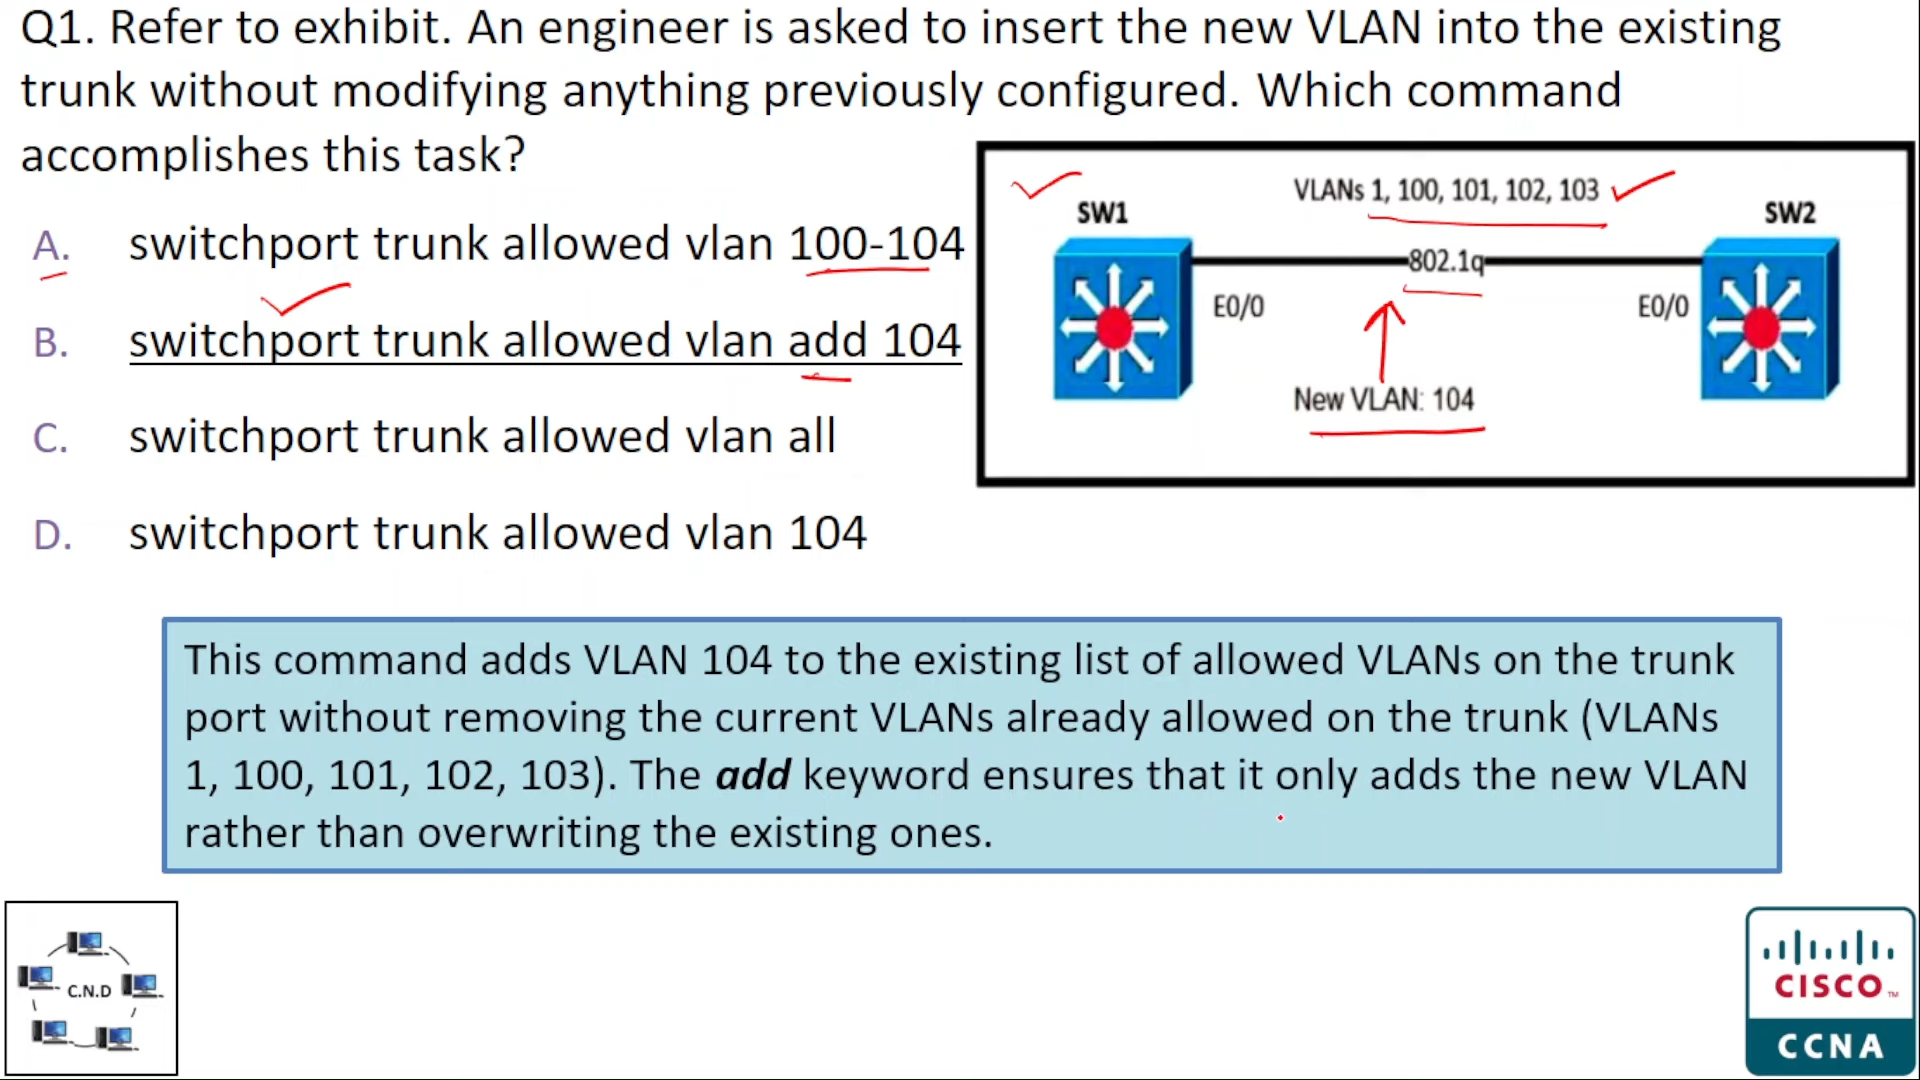 Q1. Refer to exhibit. An engineer is asked to insert the new VLAN into the existing
trunk without modifying anything previously configured. Which command
accomplishes this task?
A. switchport trunk allowed vlan 100-104
B. switchport trunk allowed vlan add 104
C. switchport trunk allowed vlan all
D. switchport trunk allowed vlan 104
VLANs 1, 100, 101, 102, 103
SW1
SW2
802.1q
E0/0
E0/0
New VLAN: 104
This command adds VLAN 104 to the existing list of allowed VLANs on the trunk
port without removing the current VLANs already allowed on the trunk (VLANs
1, 100, 101, 102, 103). The add keyword ensures that it only adds the new VLAN
rather than overwriting the existing ones.
C.N.D
CISCO™
CCNA